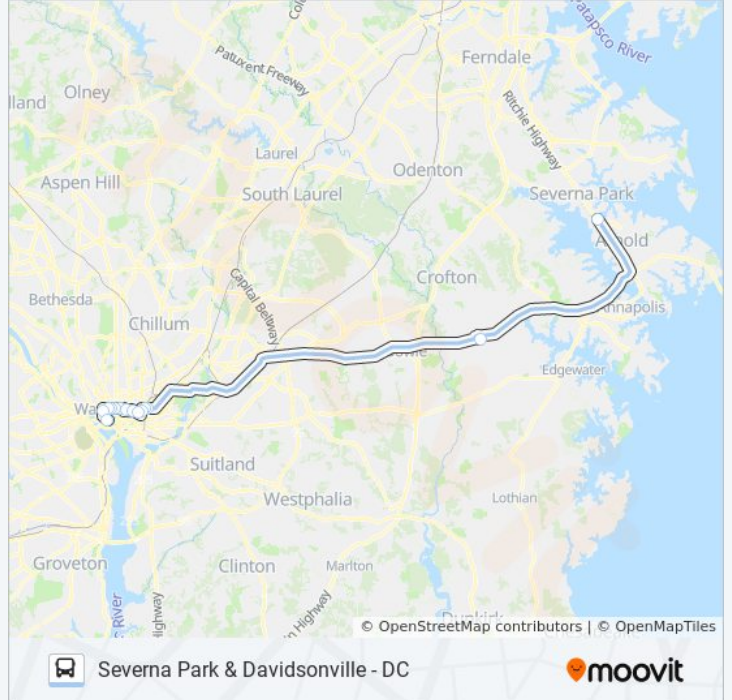 Patapsco River
Ferndale
Patuxent Freeway
Olney
Ritchie Highway
Laurel
Odenton
Aspen Hill
South Laurel
Severna Park
Arnold
Capital Beltway
Crofton
Bethesda
Annapolis
Chillum
Edgewater
Suitland
Westphalia
Lothian
Groveton
Clinton
Marlton
© OpenStreetMap contributors | © OpenMapTiles
Severna Park & Davidsonville - DC
moovit